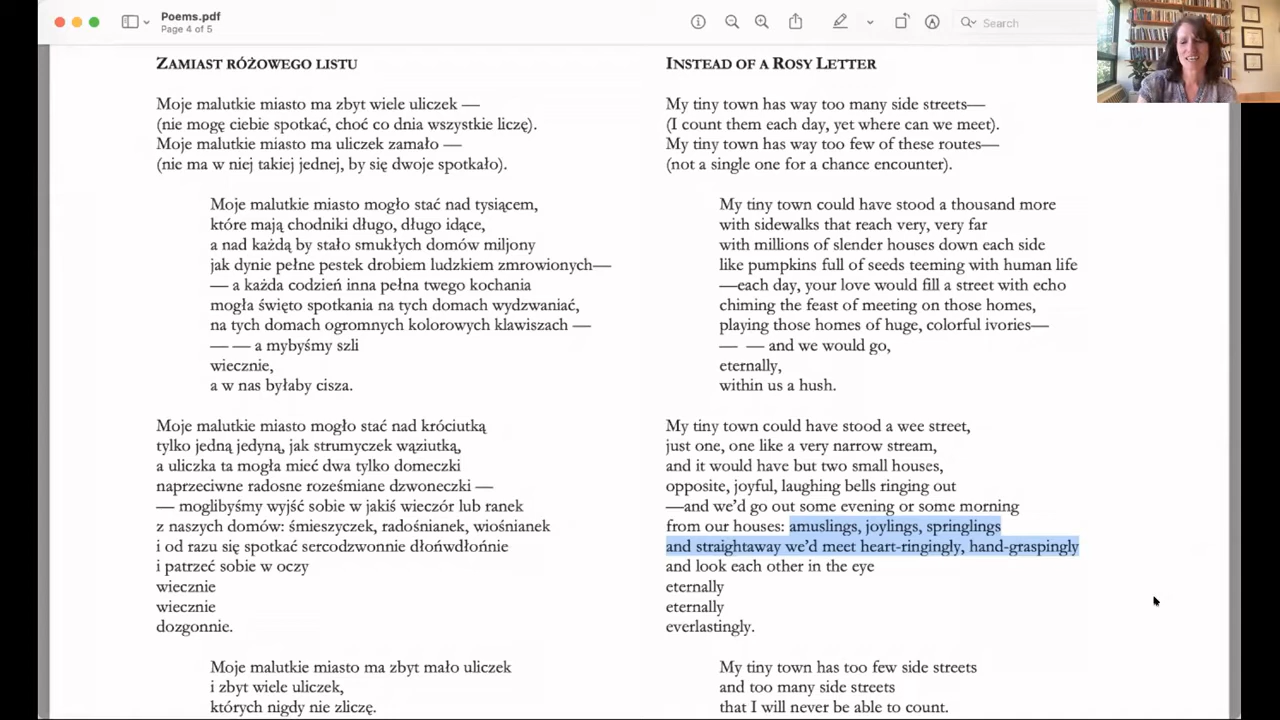 Poems.pdf
Page 4 of 5
Search
ZAMIAST RÓŻOWEGO LISTU
Moje malutkie miasto ma zbyt wiele uliczek —
(nie mogę ciebie spotkać, choć co dnia wszystkie liczę).
Moje malutkie miasto ma uliczek zamało —
(nie ma w niej takiej jednej, by się dwoje spotkało).
Moje malutkie miasto mogło stać nad tysiącem,
które mają chodniki długo, długo idące,
a nad każdą by stało smukłych domów miljony
jak dynie pełne pestek drobiem ludzkiem zmrowionych—
— a każda codzień inna pełna twego kochania
mogła święto spotkania na tych domach wydzwaniać,
na tych domach ogromnych kolorowych klawiszach —
— — a mybyśmy szli
wiecznie,
a w nas byłaby cisza.
Moje malutkie miasto mogło stać nad króciutką
tylko jedną jedyną, jak strumyczek wąziutką,
a uliczka ta mogła mieć dwa tylko domeczki
naprzeciwne radosne roześmiane dzwoneczki —
— moglibyśmy wyjść sobie w jakiś wieczór lub ranek
z naszych domów: śmieszyczek, radośnianek, wiośnianek
i od razu się spotkać sercodzwonnie dłońwdłońnie
i patrzeć sobie w oczy
wiecznie
wiecznie
dozgonnie.
Moje malutkie miasto ma zbyt mało uliczek
i zbyt wiele uliczek,
których nigdy nie zliczę.
INSTEAD OF A ROSY LETTER
My tiny town has way too many side streets—
(I count them each day, yet where can we meet).
My tiny town has way too few of these routes—
(not a single one for a chance encounter).
My tiny town could have stood a thousand more
with sidewalks that reach very, very far
with millions of slender houses down each side
like pumpkins full of seeds teeming with human life
—each day, your love would fill a street with echo
chiming the feast of meeting on those homes,
playing those homes of huge, colorful ivories—
— — and we would go,
eternally,
within us a hush.
My tiny town could have stood a wee street,
just one, one like a very narrow stream,
and it would have but two small houses,
opposite, joyful, laughing bells ringing out
—and we'd go out some evening or some morning
from our houses: amuslings, joylings, springlings
and straightaway we'd meet heart-ringingly, hand-graspingly
and look each other in the eye
eternally
eternally
everlastingly.
My tiny town has too few side streets
and too many side streets
that I will never be able to count.